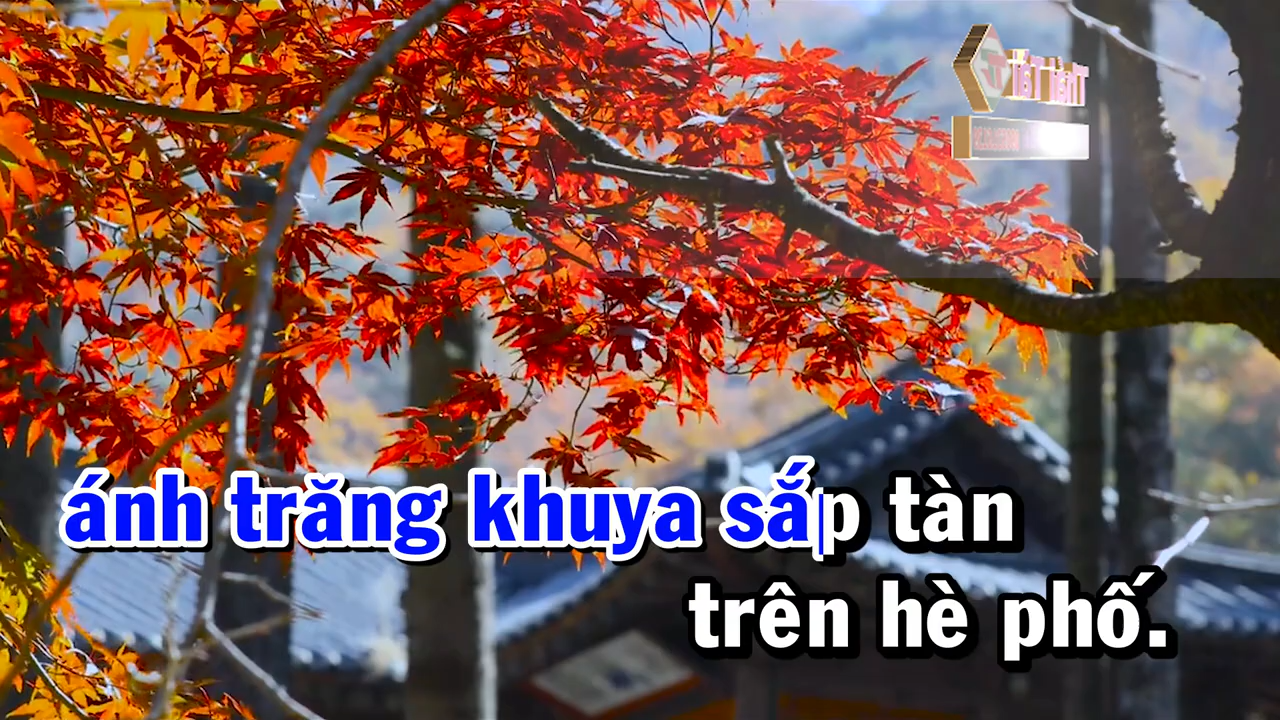 ánh trăng khuya sắp tàn
trên hè phố.